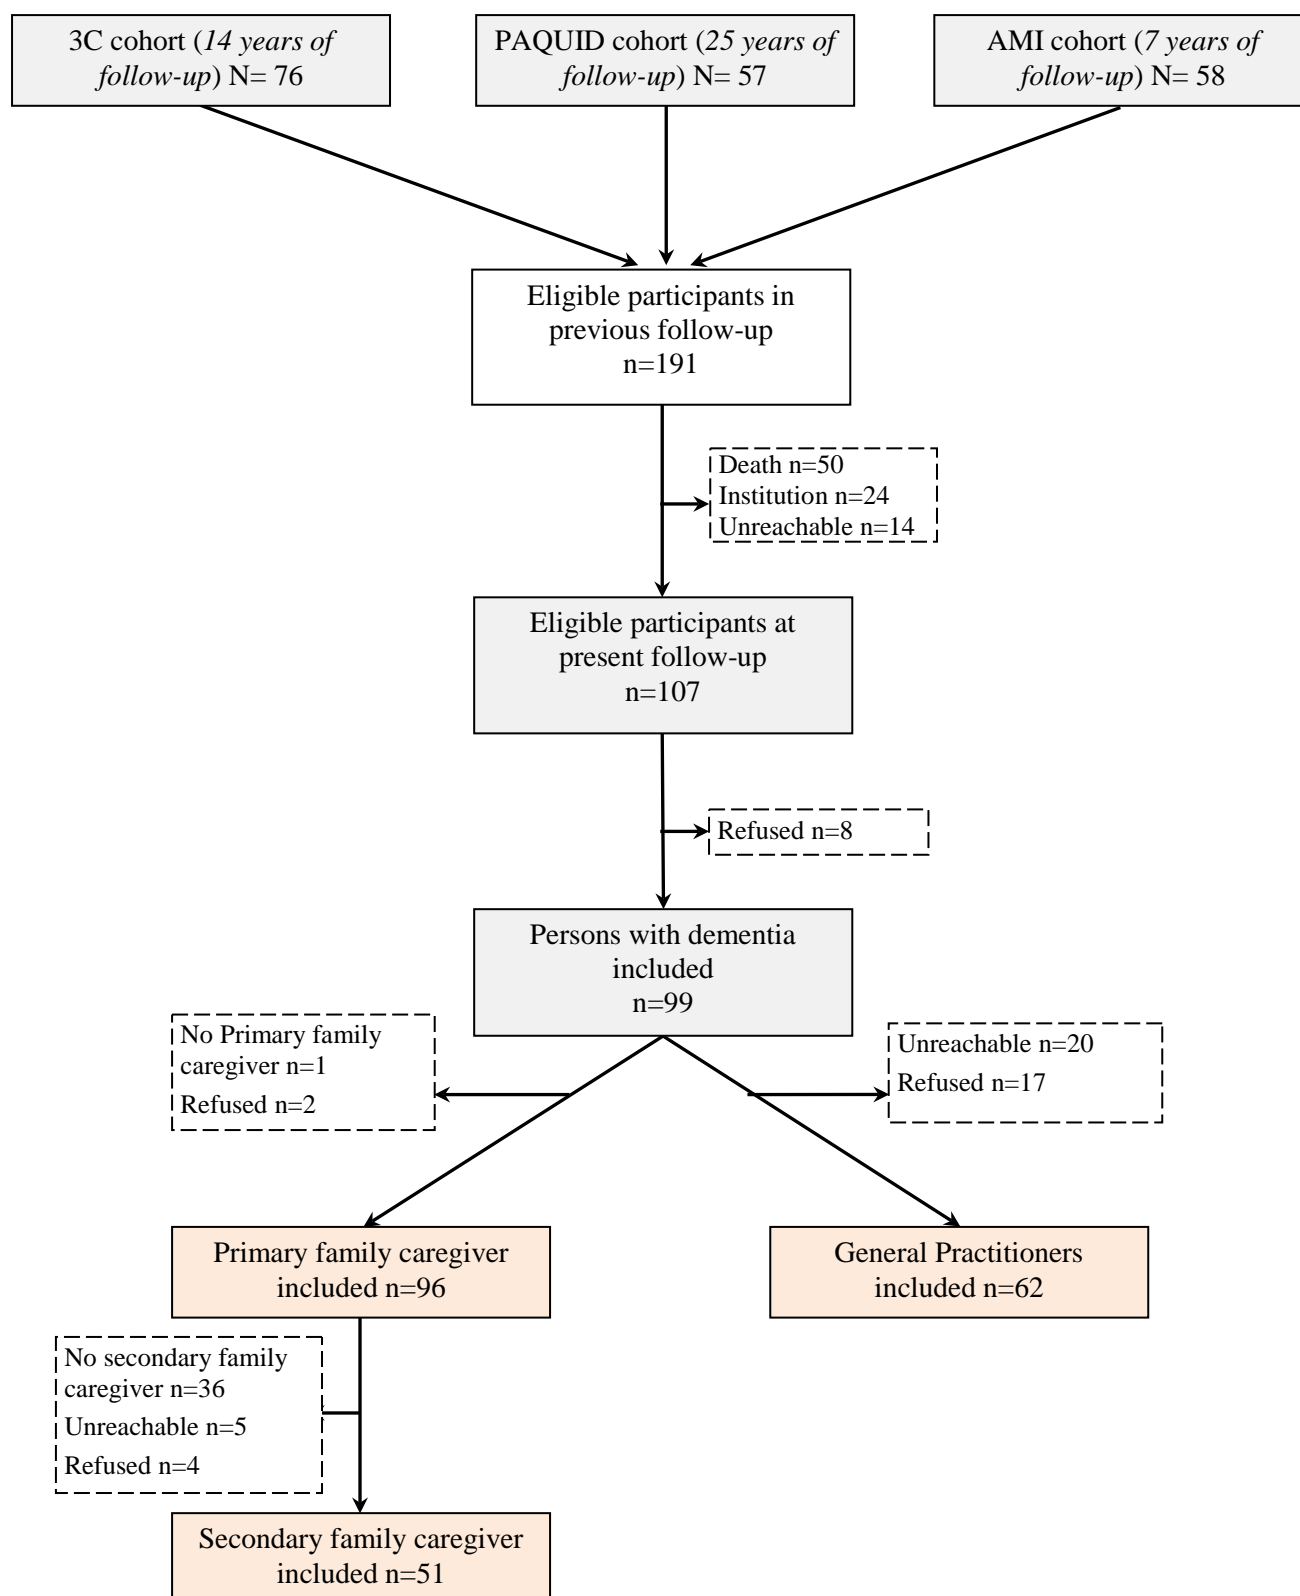 3C cohort (14 years of
follow-up) N= 76
PAQUID cohort (25 years of
follow-up) N= 57
AMI cohort (7 years of
follow-up) N= 58
Eligible participants in
previous follow-up
n=191
Death n=50
Institution n=24
Unreachable n=14
Eligible participants at
present follow-up
n=107
Refused n=8
Persons with dementia
included
n=99
No Primary family
caregiver n=1
Refused n=2
Unreachable n=20
Refused n=17
Primary family caregiver
included n=96
General Practitioners
included n=62
No secondary family
caregiver n=36
Unreachable n=5
Refused n=4
Secondary family caregiver
included n=51